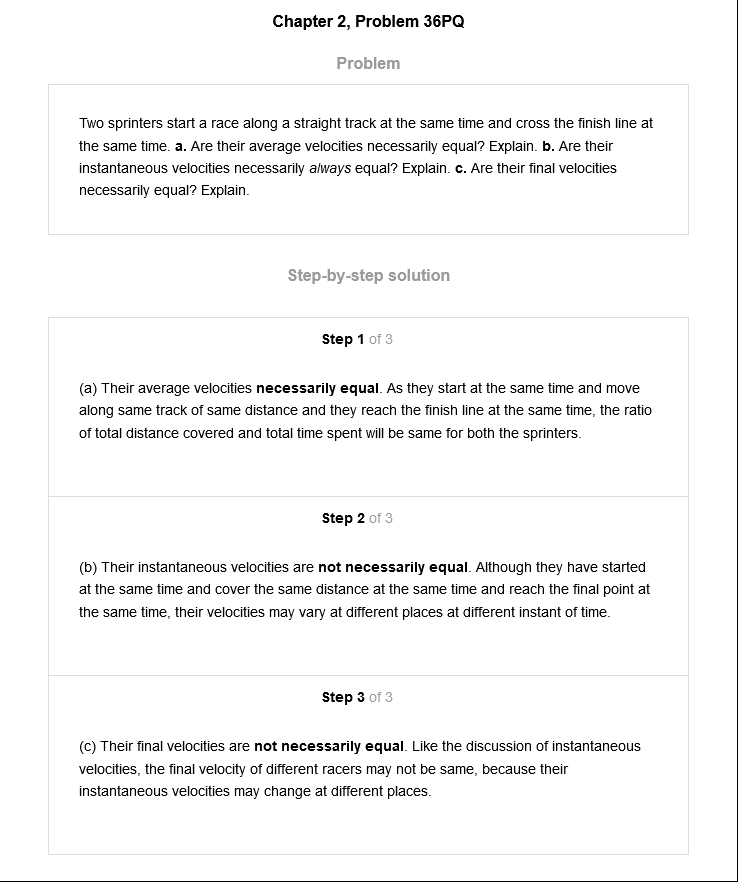 Chapter 2, Problem 36PQ
Problem
Two sprinters start a race along a straight track at the same time and cross the finish line at
the same time. a. Are their average velocities necessarily equal? Explain. b. Are their
instantaneous velocities necessarily always equal? Explain. c. Are their final velocities
necessarily equal? Explain.
Step-by-step solution
Step 1 of 3
(a) Their average velocities necessarily equal. As they start at the same time and move
along same track of same distance and they reach the finish line at the same time, the ratio
of total distance covered and total time spent will be same for both the sprinters.
Step 2 of 3
(b) Their instantaneous velocities are not necessarily equal. Although they have started
at the same time and cover the same distance at the same time and reach the final point at
the same time, their velocities may vary at different places at different instant of time.
Step 3 of 3
(c) Their final velocities are not necessarily equal. Like the discussion of instantaneous
velocities, the final velocity of different racers may not be same, because their
instantaneous velocities may change at different places.